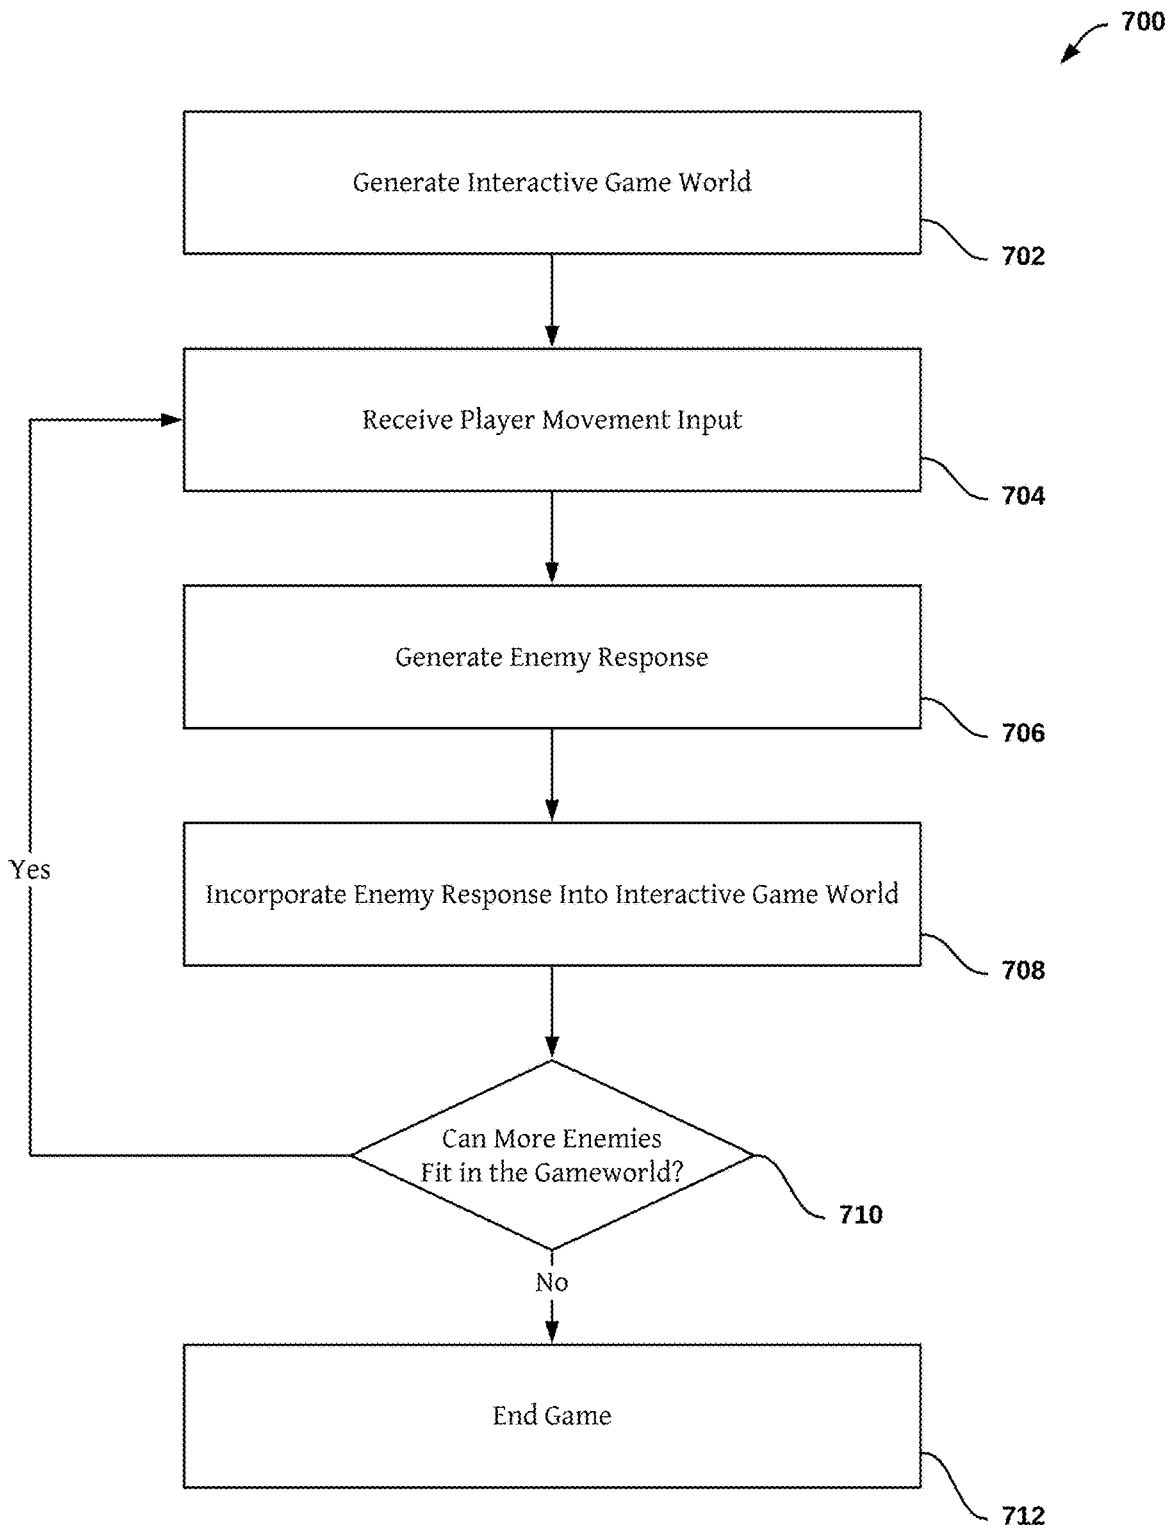 700
Generate Interactive Game World
702
Receive Player Movement Input
704
Generate Enemy Response
706
Yes
Incorporate Enemy Response Into Interactive Game World
708
Can More Enemies
Fit in the Gameworld?
710
No
End Game
712